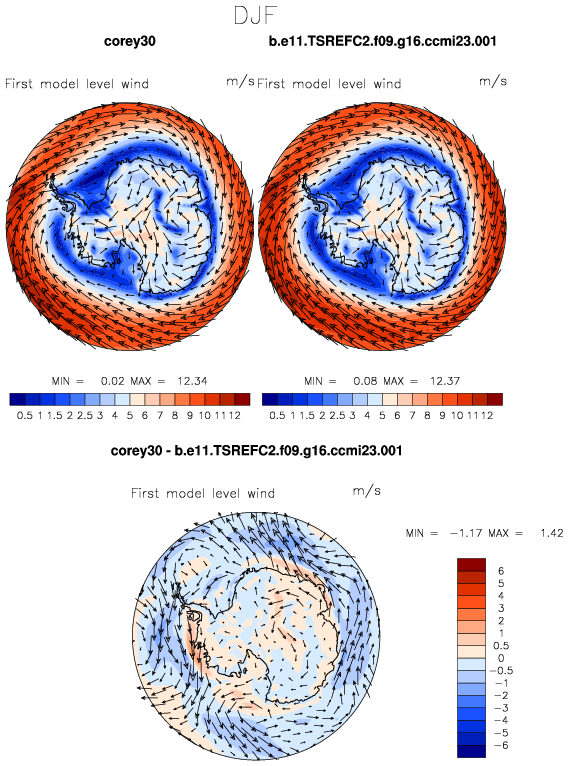 DJF
corey30 b.e11.TSREFC2.f09.g16.ccmi23.001
First model level wind m/s First model level wind m/s
MIN = 0.02 MAX = 12.34 MIN = 0.08 MAX = 12.37
0.5 1 1.5 2 2.5 3 4 5 6 7 8 9 10 11 12 0.5 1 1.5 2 2.5 3 4 5 6 7 8 9 10 11 12
corey30 - b.e11.TSREFC2.f09.g16.ccmi23.001
First model level wind m/s
MIN = -1.17 MAX = 1.42
6
5
4
3
2
1
0.5
0
-0.5
-1
-2
-3
-4
-5
-6